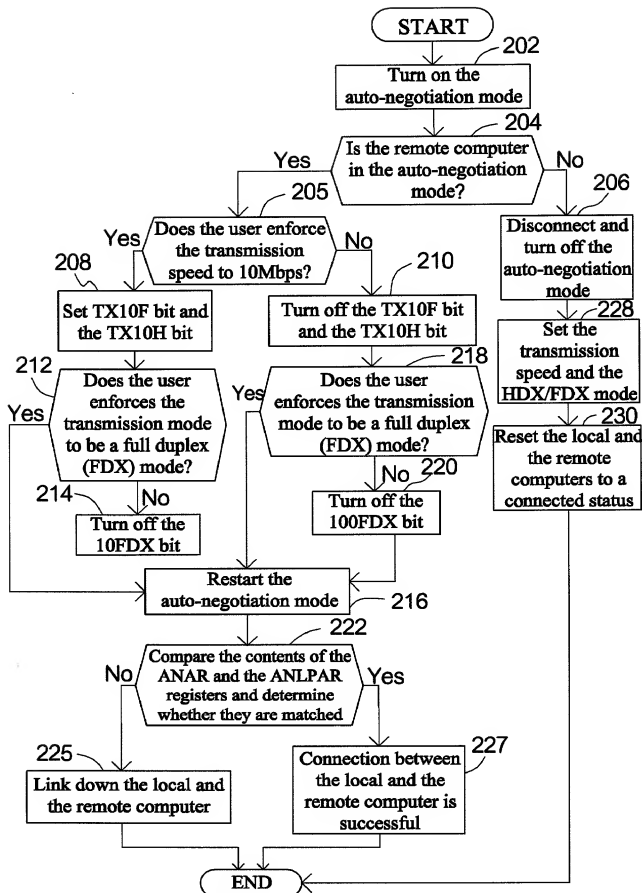 START
202
Turn on the
auto-negotiation mode
204
Is the remote computer
in the auto-negotiation
mode?
Yes
No
205
206
Does the user enforce
the transmission
speed to 10Mbps?
Yes
No
Disconnect and
turn off the
auto-negotiation
mode
208
210
Set TX10F bit and
the TX10H bit
Turn off the TX10F bit
and the TX10H bit
228
Set the
transmission
speed and the
HDX/FDX mode
212
218
Does the user
enforces the
transmission mode
to be a full duplex
(FDX) mode?
Yes
No
Does the user
enforces the transmission
mode to be a full duplex
(FDX) mode?
Yes
No
230
Reset the local and
the remote
computers to a
connected status
214
Turn off the
10FDX bit
220
Turn off the
100FDX bit
Restart the
auto-negotiation mode
216
222
Compare the contents of the
ANAR and the ANLPAR
registers and determine
whether they are matched
No
Yes
225
Link down the local and
the remote computer
227
Connection between
the local and the
remote computer is
successful
END